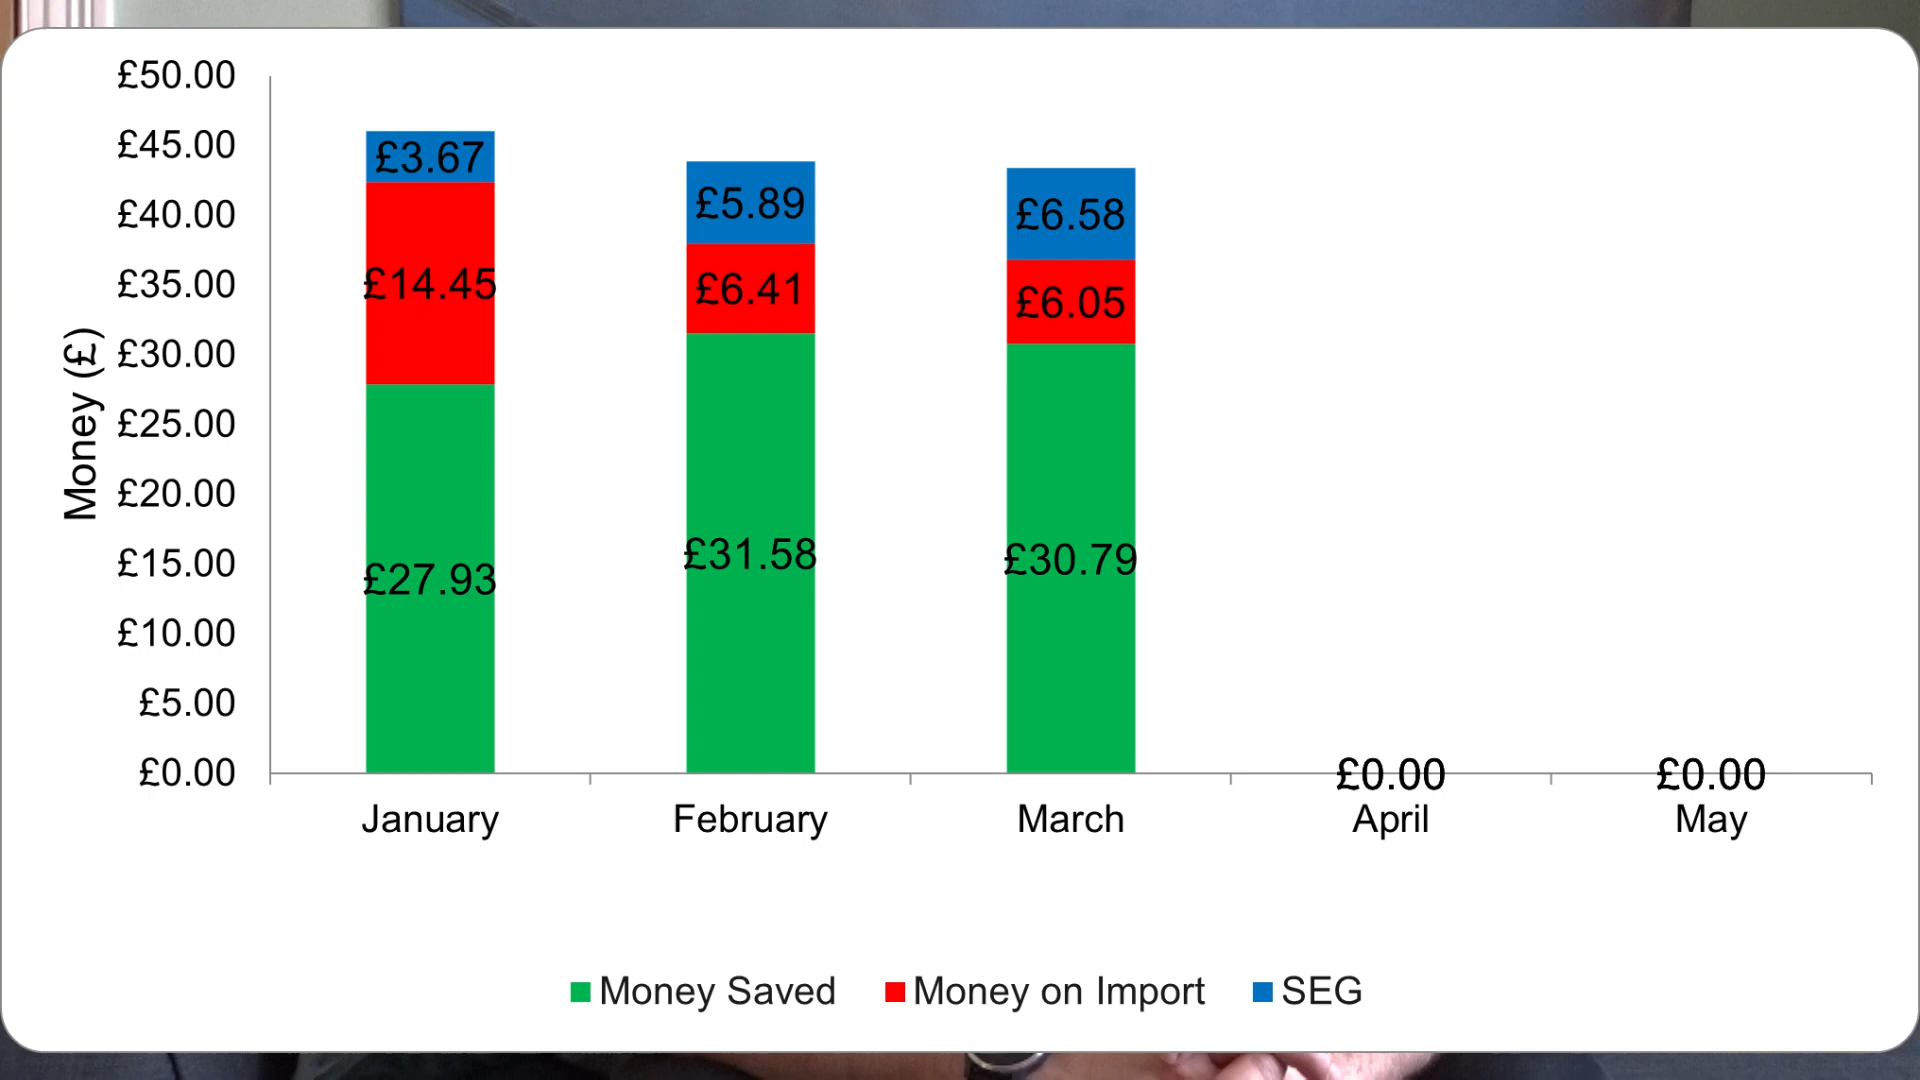 £50.00
£45.00
£40.00
£35.00
£30.00
£25.00
£20.00
£15.00
£10.00
£5.00
£0.00
Money (£)
£3.67
£14.45
£27.93
£5.89
£6.41
£31.58
£6.58
£6.05
£30.79
£0.00
£0.00
January
February
March
April
May
Money Saved
Money on Import
SEG